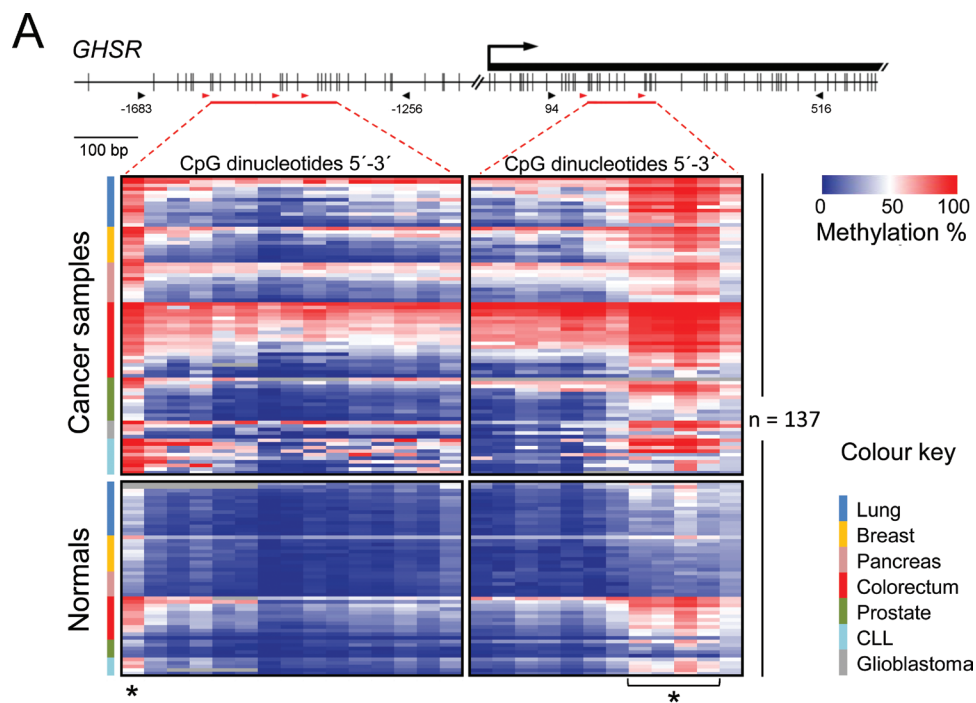 A
GHSR
-1683
-1256
94
516
100 bp
CpG dinucleotides 5´-3´
CpG dinucleotides 5´-3´
0 50 100
Methylation %
Cancer samples
n = 137
Normals
Colour key
Lung
Breast
Pancreas
Colorectum
Prostate
CLL
Glioblastoma
*
*